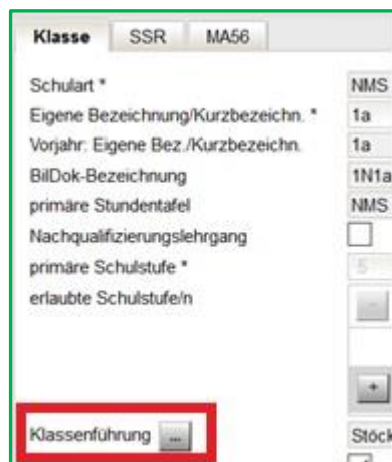 Klasse SSR MA56
Schulart * NMS
Eigene Bezeichnung/Kurzbezeichn. * 1a
Vorjahr: Eigene Bez./Kurzbezeichn. 1a
BilDok-Bezeichnung 1N1a
primäre Stundentafel NMS
Nachqualifizierungslehrgang
primäre Schulstufe * 5
erlaubte Schulstufe/n
-
+
Klassenführung ... Stöck